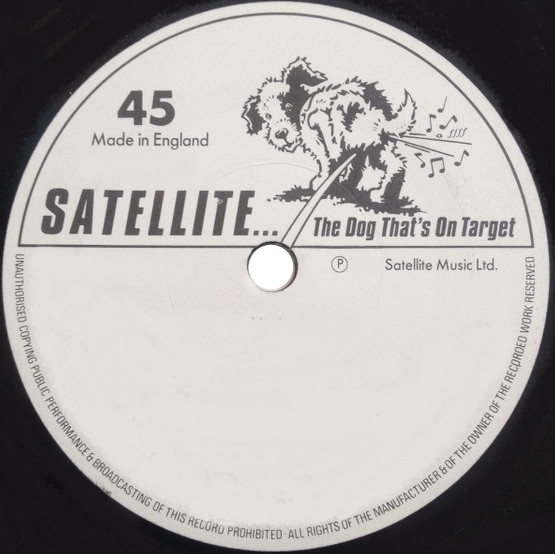 45
Made in England
SATELLITE...
The Dog That's On Target
Ⓟ Satellite Music Ltd.
UNAUTHORISED COPYING PUBLIC PERFORMANCE & BROADCASTING OF THIS RECORD PROHIBITED ALL RIGHTS OF THE MANUFACTURER & OF THE OWNER OF THE RECORDED WORK RESERVED